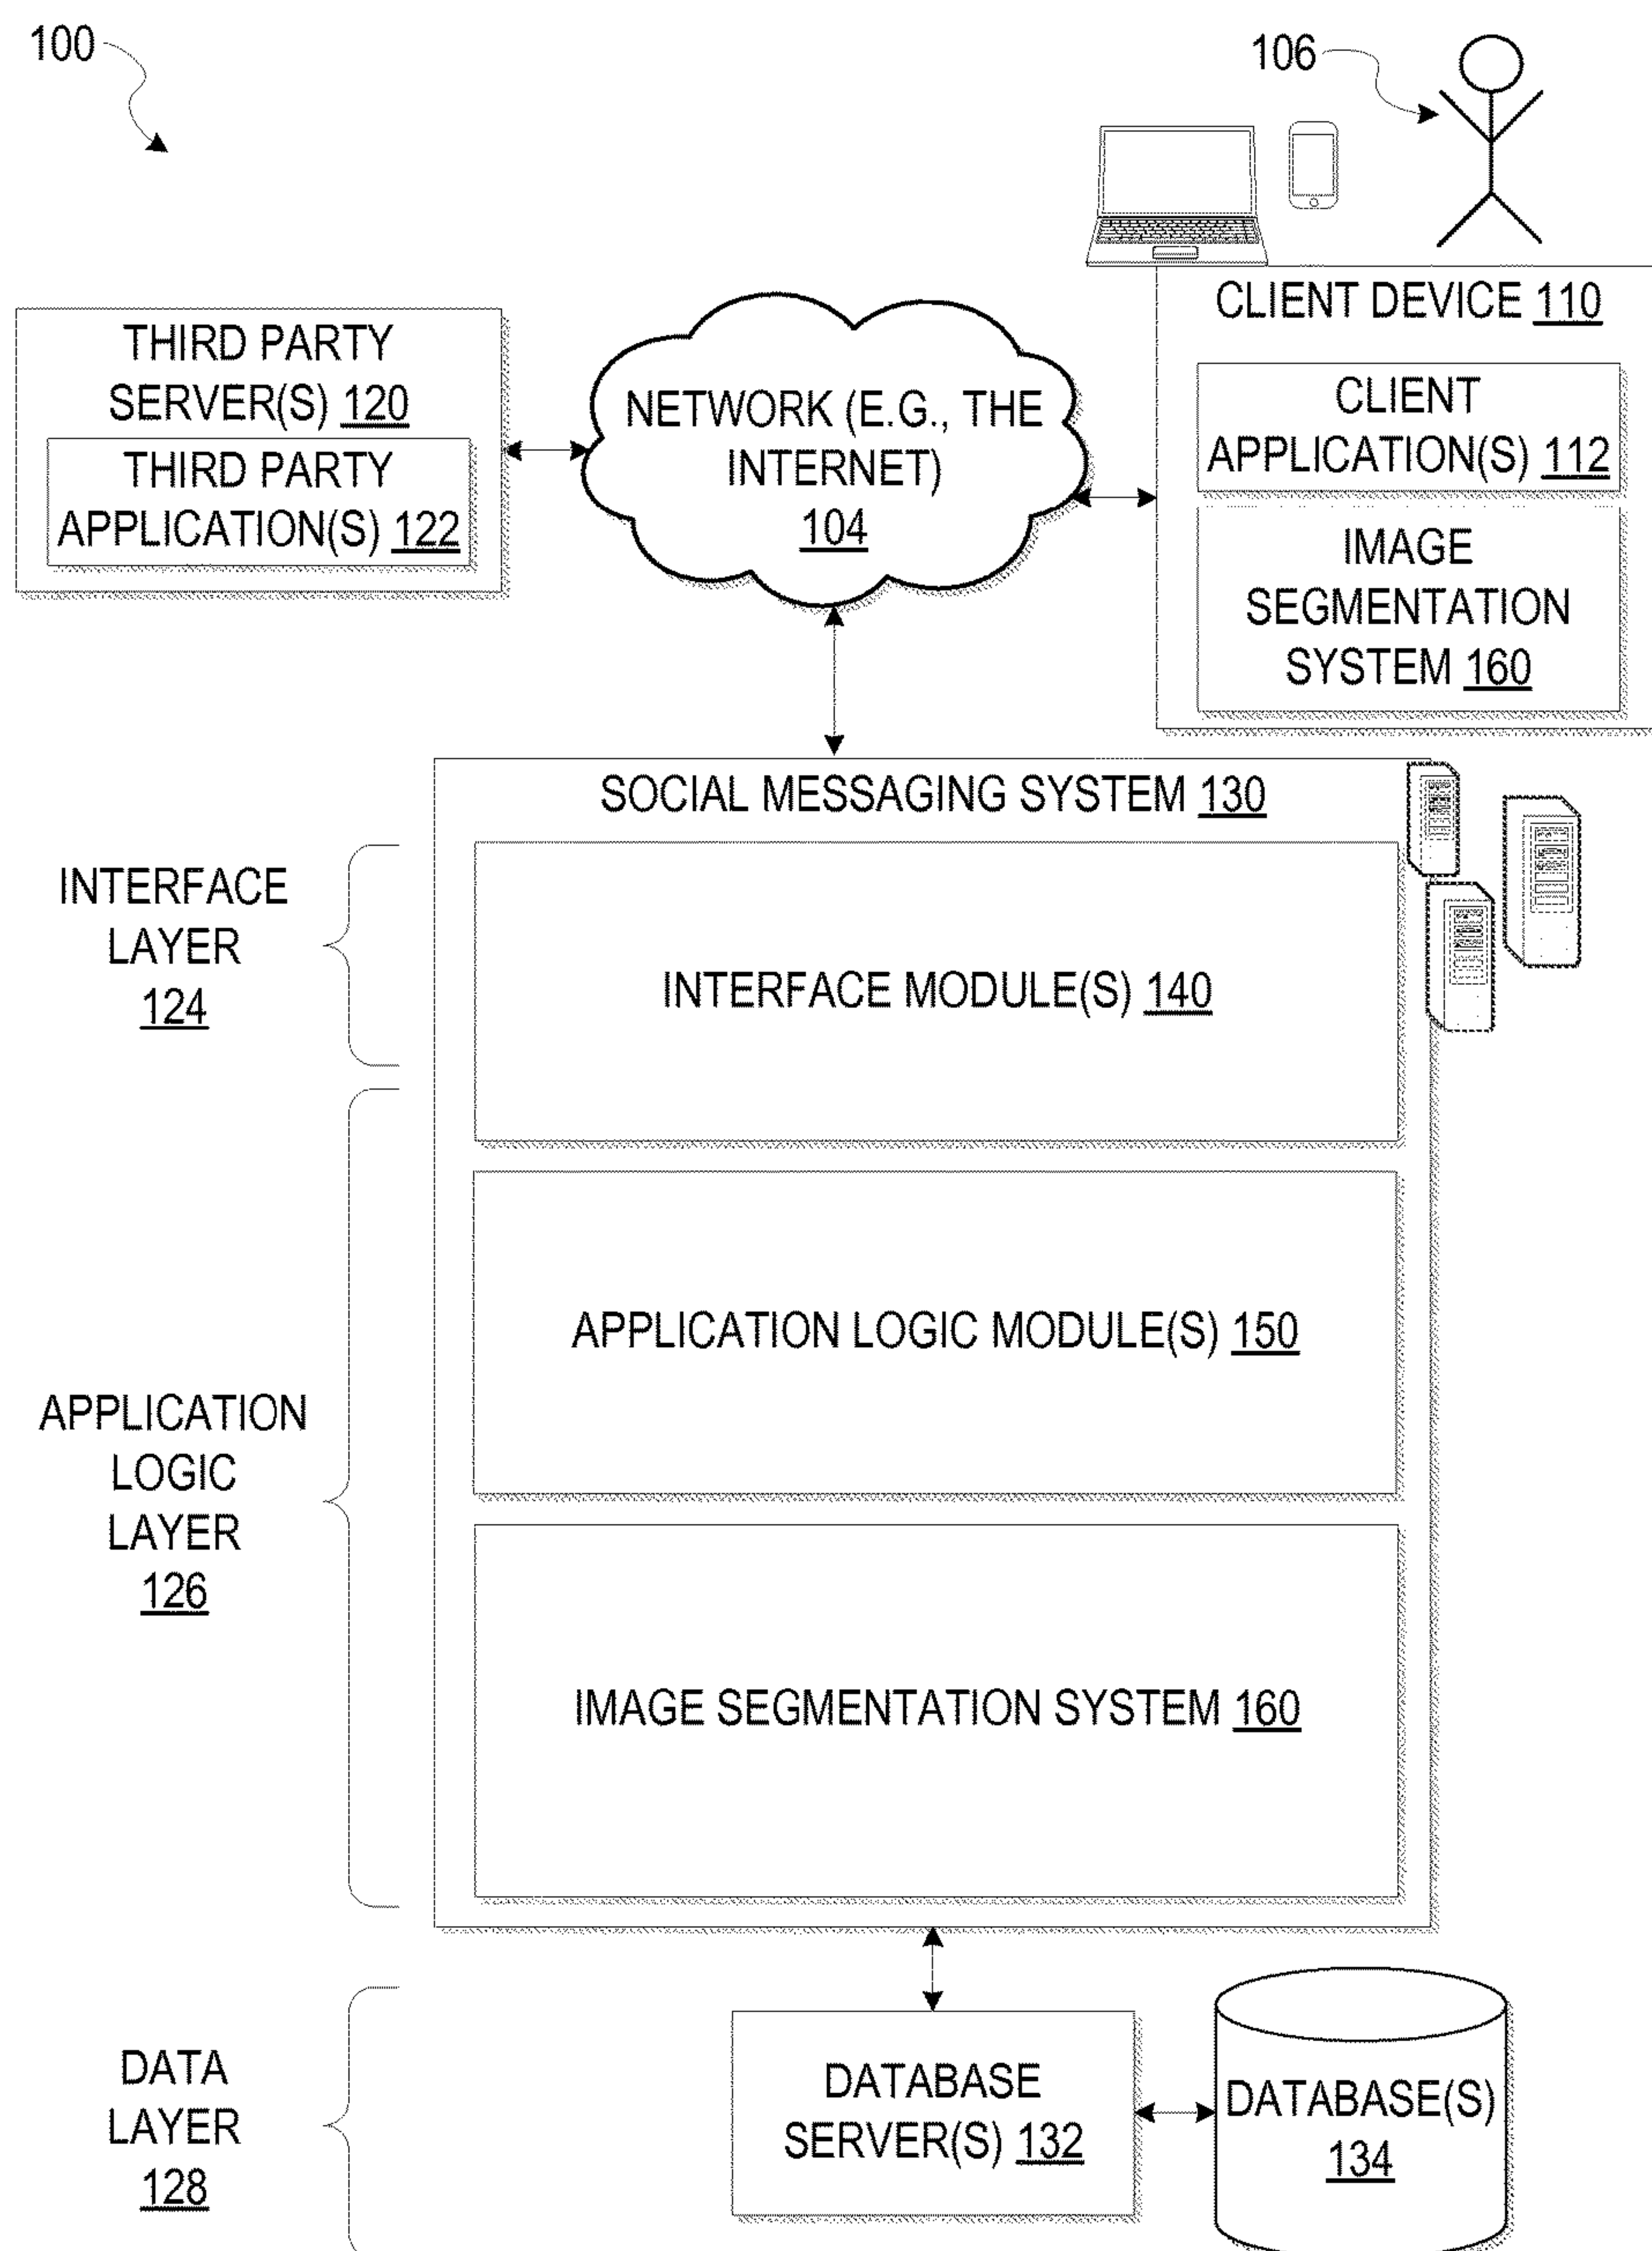 100
106
CLIENT DEVICE 110
THIRD PARTY
SERVER(S) 120
THIRD PARTY
APPLICATION(S) 122
NETWORK (E.G., THE
INTERNET)
104
CLIENT
APPLICATION(S) 112
IMAGE
SEGMENTATION
SYSTEM 160
SOCIAL MESSAGING SYSTEM 130
INTERFACE
LAYER
124
INTERFACE MODULE(S) 140
APPLICATION LOGIC MODULE(S) 150
APPLICATION
LOGIC
LAYER
126
IMAGE SEGMENTATION SYSTEM 160
DATA
LAYER
128
DATABASE
SERVER(S) 132
DATABASE(S)
134